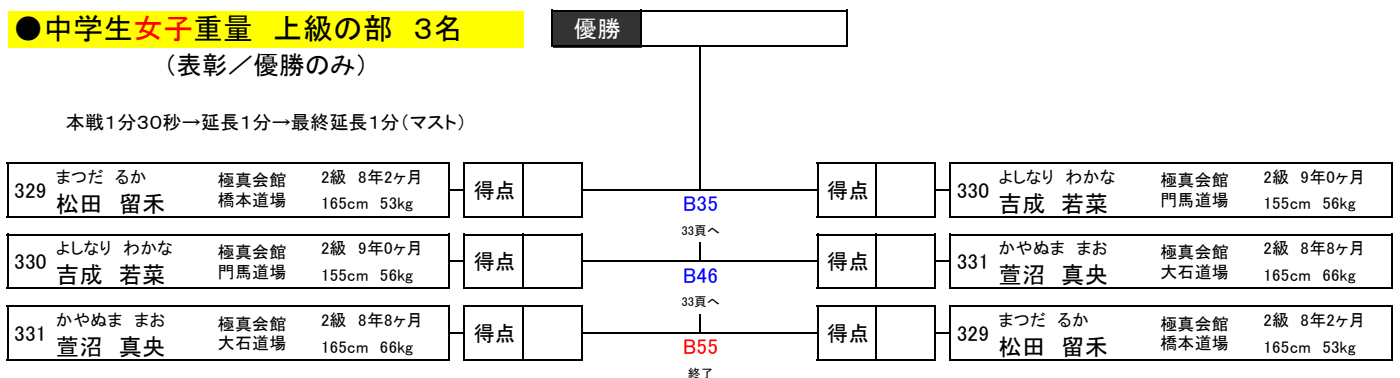 ●中学生女子重量 上級の部 3名
優勝
(表彰/優勝のみ)
本戦1分30秒→延長1分→最終延長1分(マスト)
329 まつだ るか 松田 留禾 極真会館 橋本道場 2級 8年2ヶ月 165cm 53kg 得点
B35
33頁へ
得点 330 よしなり わかな 吉成 若菜 極真会館 門馬道場 2級 9年0ヶ月 155cm 56kg
330 よしなり わかな 吉成 若菜 極真会館 門馬道場 2級 9年0ヶ月 155cm 56kg 得点
B46
33頁へ
得点 331 かやぬま まお 萱沼 真央 極真会館 大石道場 2級 8年8ヶ月 165cm 66kg
331 かやぬま まお 萱沼 真央 極真会館 大石道場 2級 8年8ヶ月 165cm 66kg 得点
B55
終了
得点 329 まつだ るか 松田 留禾 極真会館 橋本道場 2級 8年2ヶ月 165cm 53kg